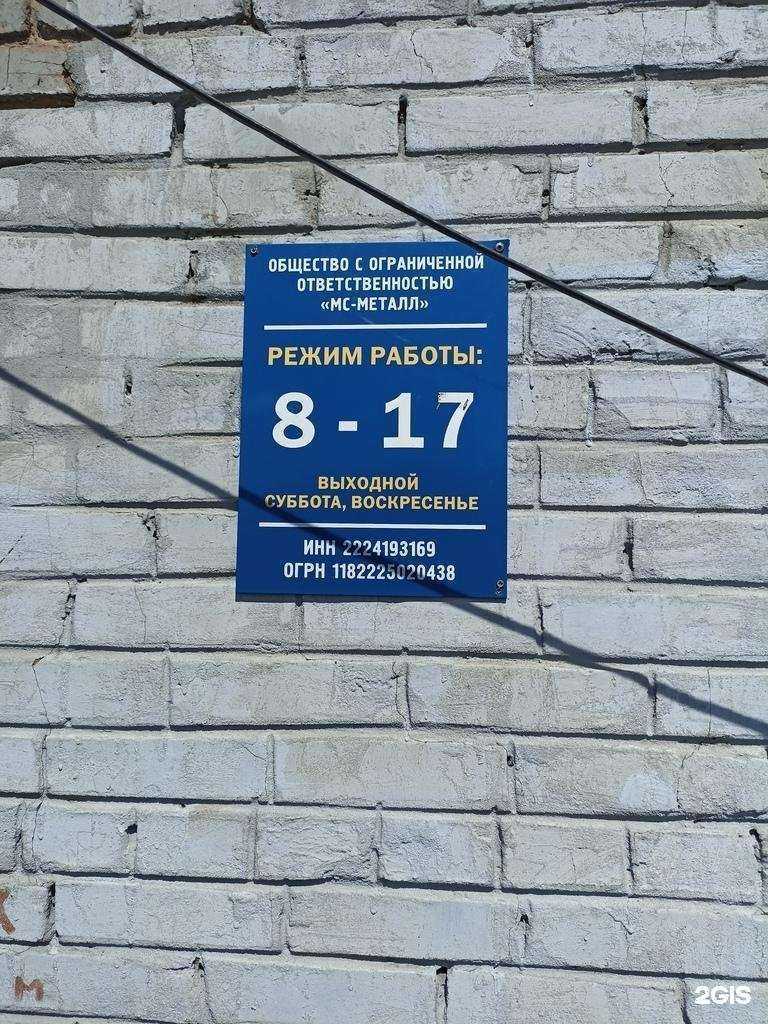 ОБЩЕСТВО С ОГРАНИЧЕННОЙ
ОТВЕТСТВЕННОСТЬЮ
«МС-МЕТАЛЛ»
РЕЖИМ РАБОТЫ:
8 - 17
ВЫХОДНОЙ
СУББОТА, ВОСКРЕСЕНЬЕ
ИНН 2224193169
ОГРН 1182225020438
м
2GIS